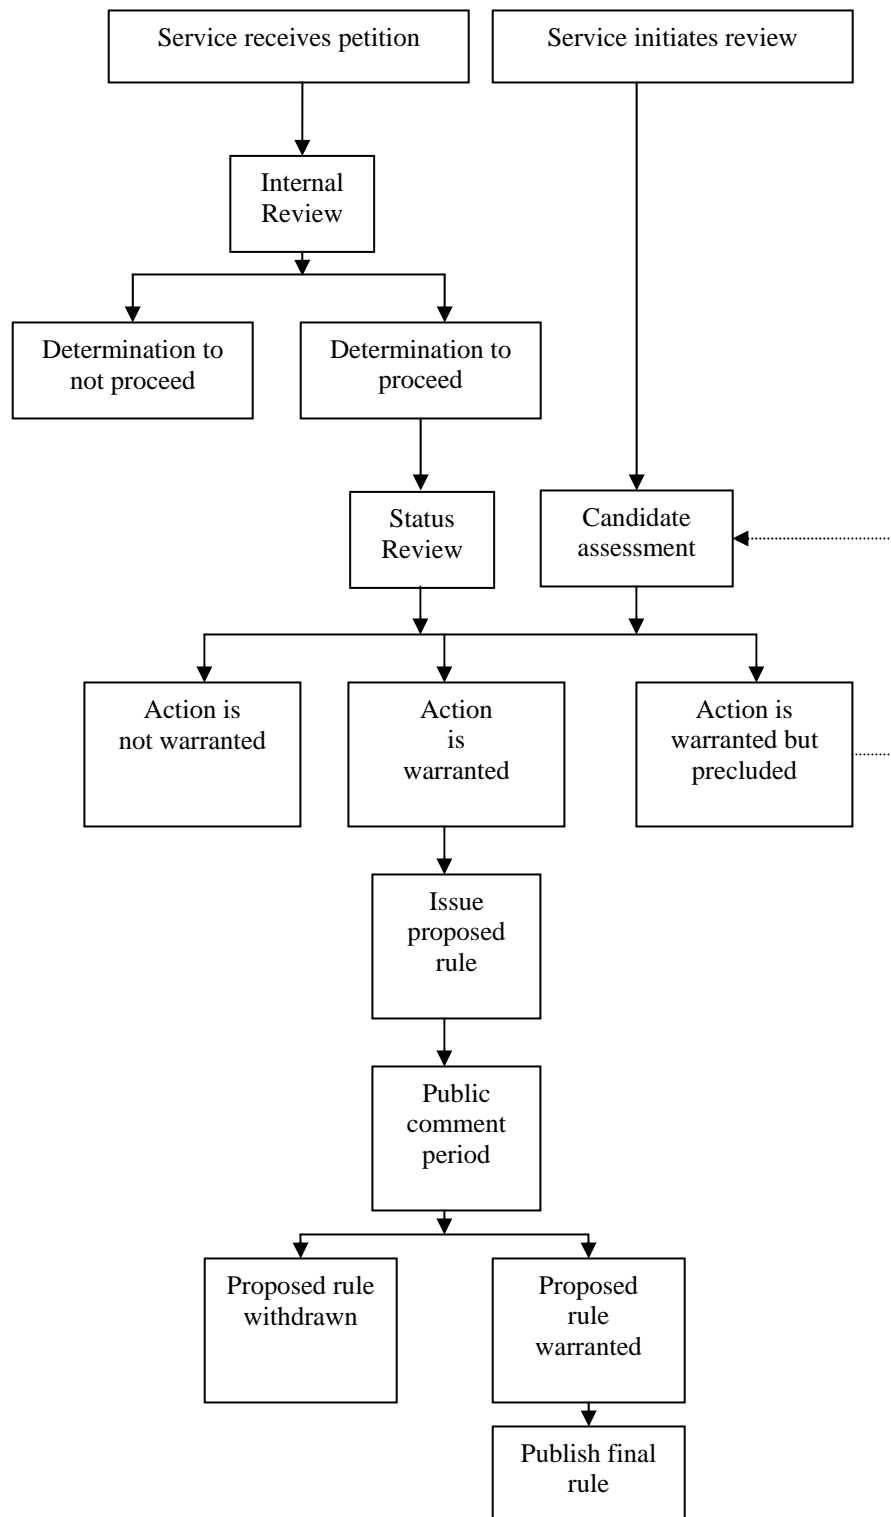 Service receives petition
Service initiates review
Internal
Review
Determination to
not proceed
Determination to
proceed
Status
Review
Candidate
assessment
Action is
not warranted
Action
is
warranted
Action is
warranted but
precluded
Issue
proposed
rule
Public
comment
period
Proposed rule
withdrawn
Proposed
rule
warranted
Publish final
rule